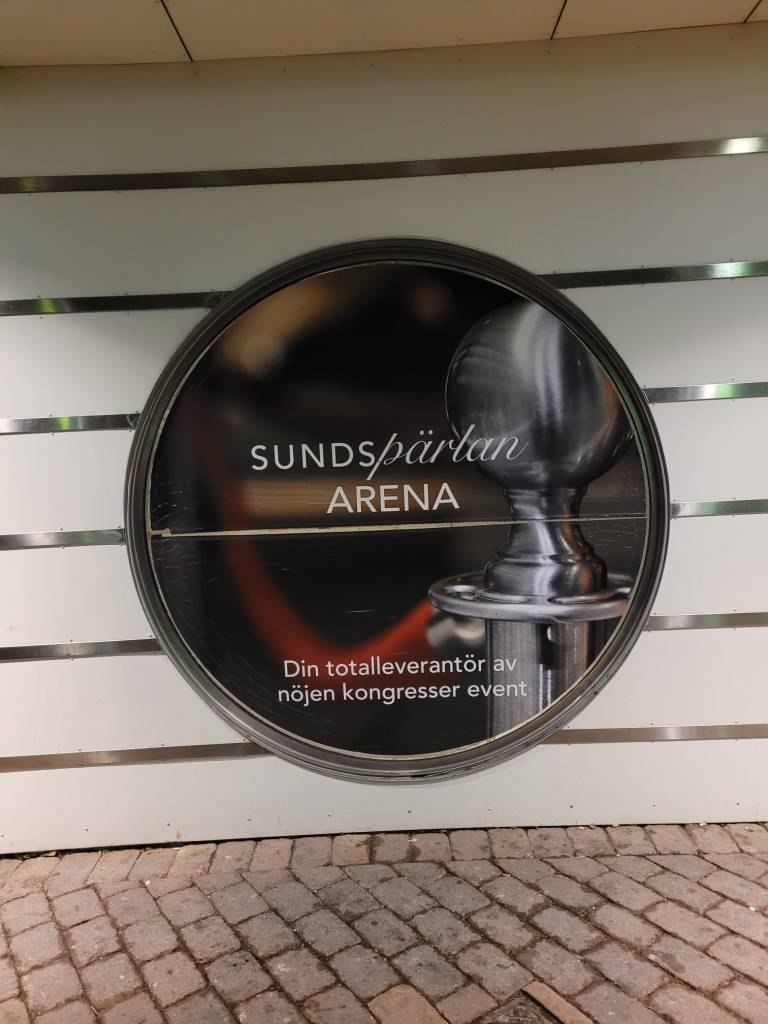 SUNDSpärlan
ARENA
Din totalleverantör av
nöjen kongresser event